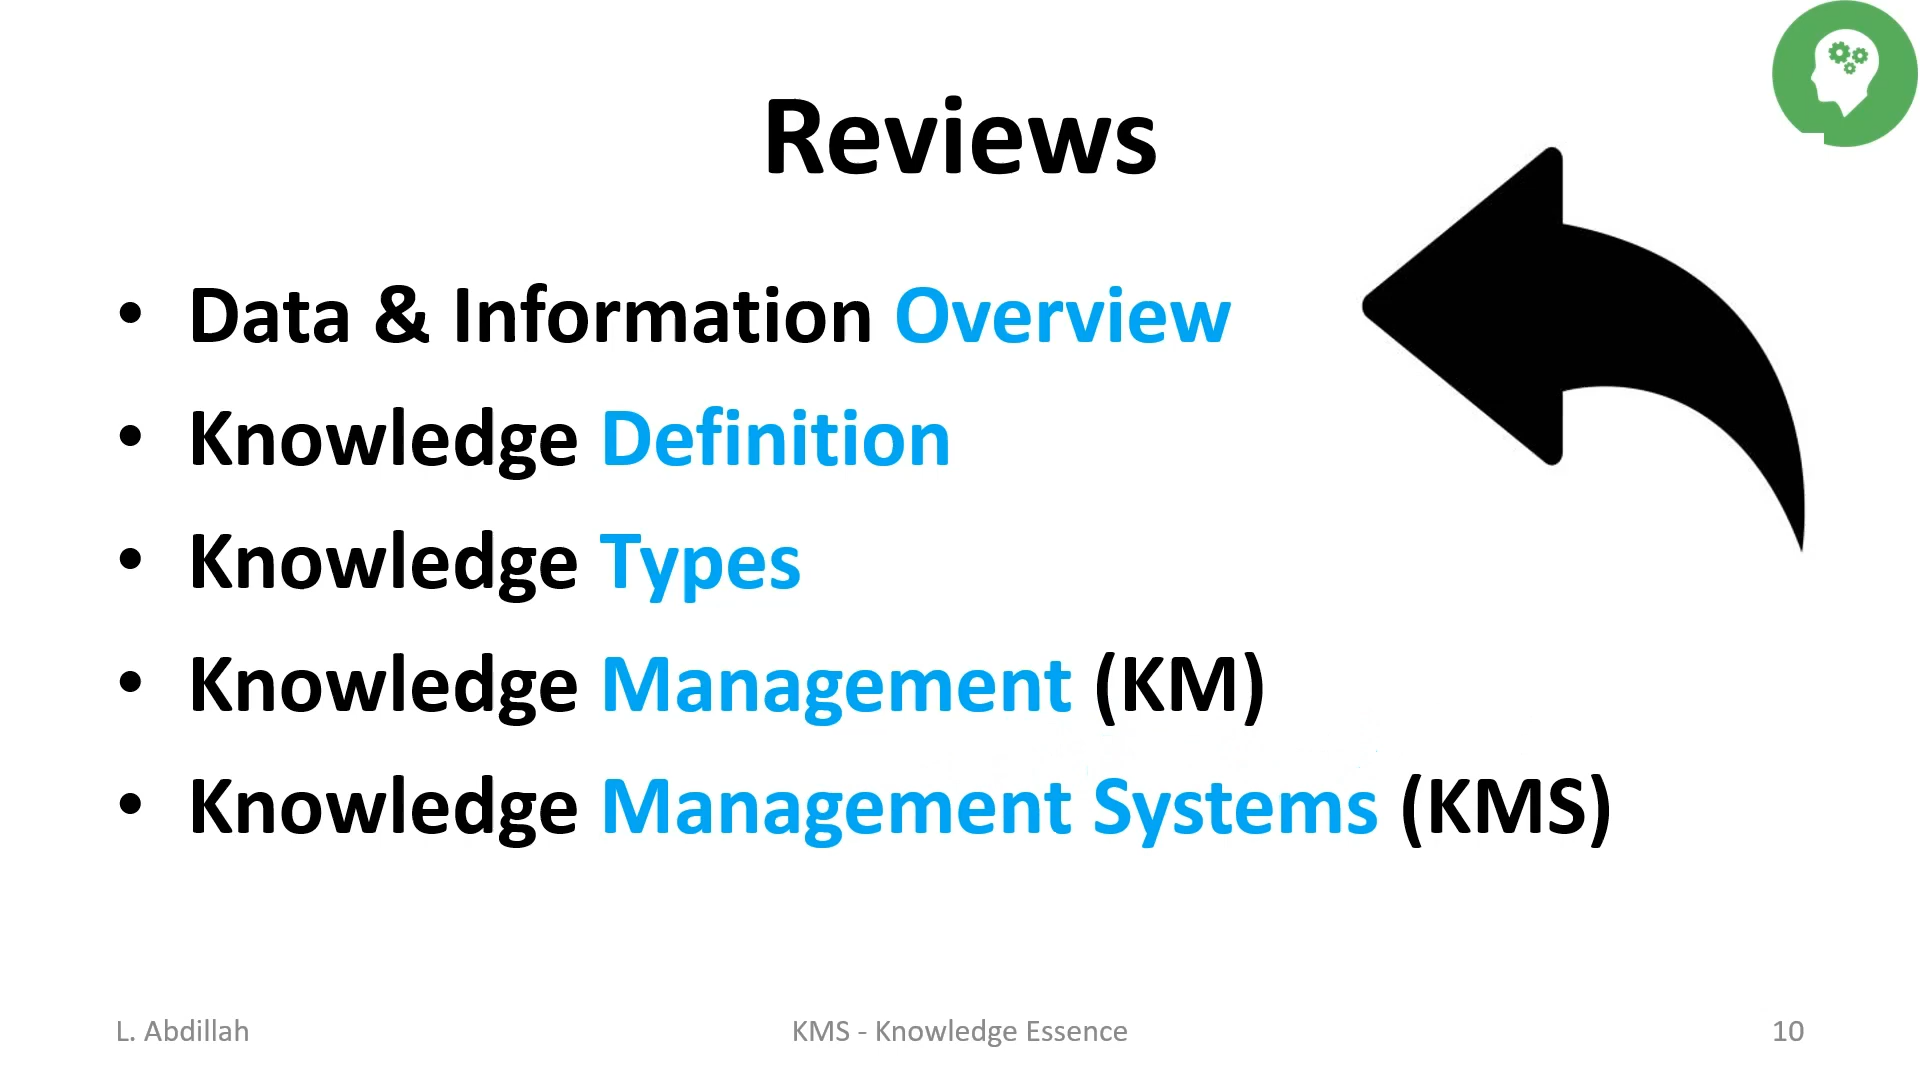 Reviews
• Data & Information Overview
• Knowledge Definition
• Knowledge Types
• Knowledge Management (KM)
• Knowledge Management Systems (KMS)
L. Abdillah
KMS - Knowledge Essence
10